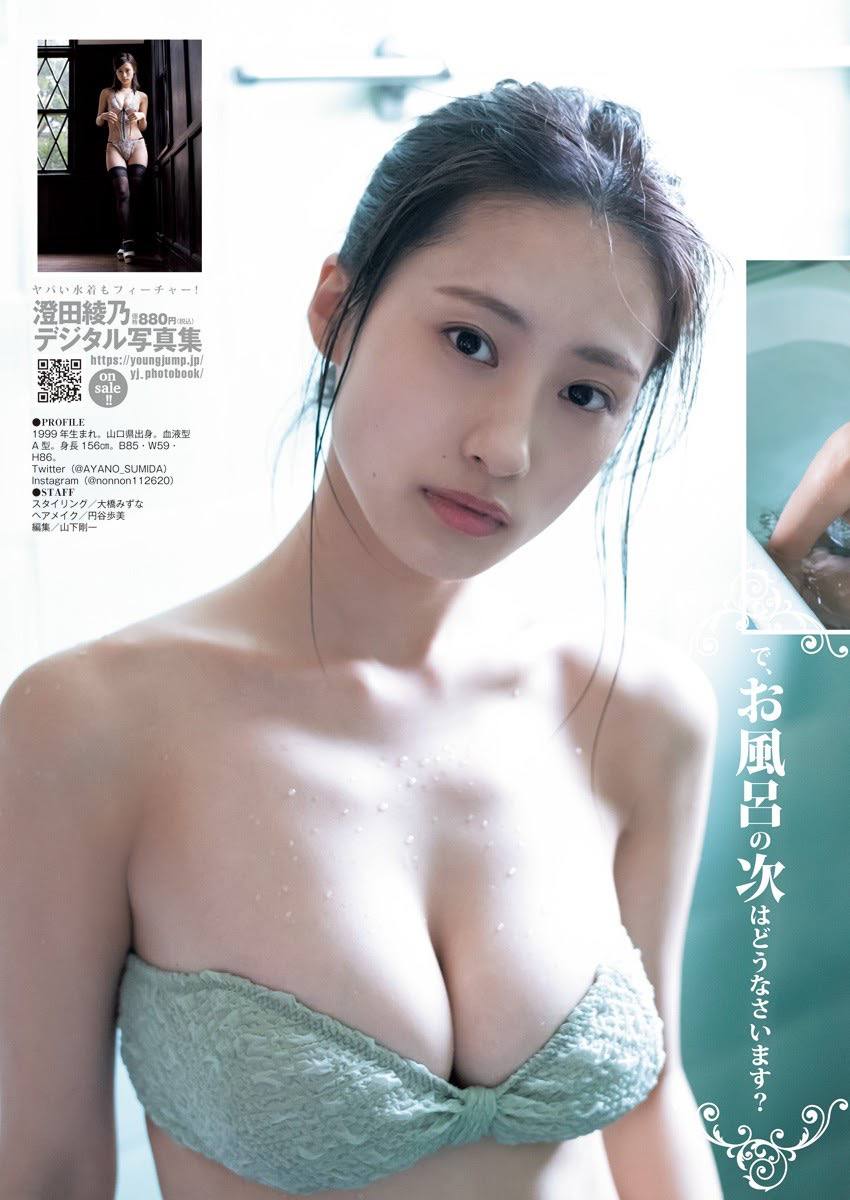 ヤバい水着もフィーチャー!
澄田綾乃 価格880円(税込)
デジタル写真集
https://youngjump.jp/
yj_photobook/
on
sale
!!
●PROFILE
1999年生まれ。山口県出身。血液型
A型。身長156㎝。B85・W59・
H86。
Twitter（@AYANO_SUMIDA）
Instagram（@nonnon112620）
●STAFF
スタイリング／大橋みずな
ヘアメイク／円谷歩美
編集／山下剛一
で、お風呂の次はどうなさいます？